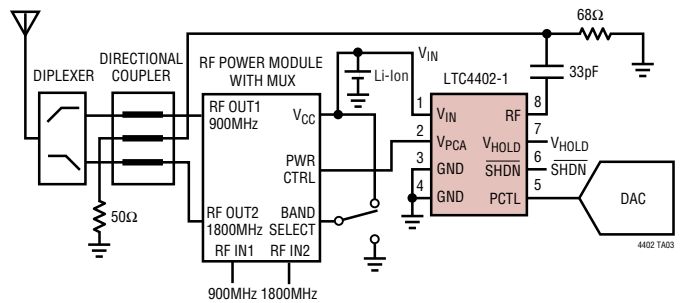 68Ω
DIPLEXER
DIRECTIONAL
COUPLER
RF POWER MODULE
WITH MUX
Li-Ion
VIN
LTC4402-1
33pF
RF OUT1
900MHz
VCC
PWR
CTRL
RF OUT2
1800MHz
BAND
SELECT
RF IN1
RF IN2
900MHz
1800MHz
50Ω
1
VIN
2
VPCA
3
GND
4
GND
RF
8
VHOLD
7
VHOLD
SHDN
6
SHDN
PCTL
5
DAC
4402 TA03